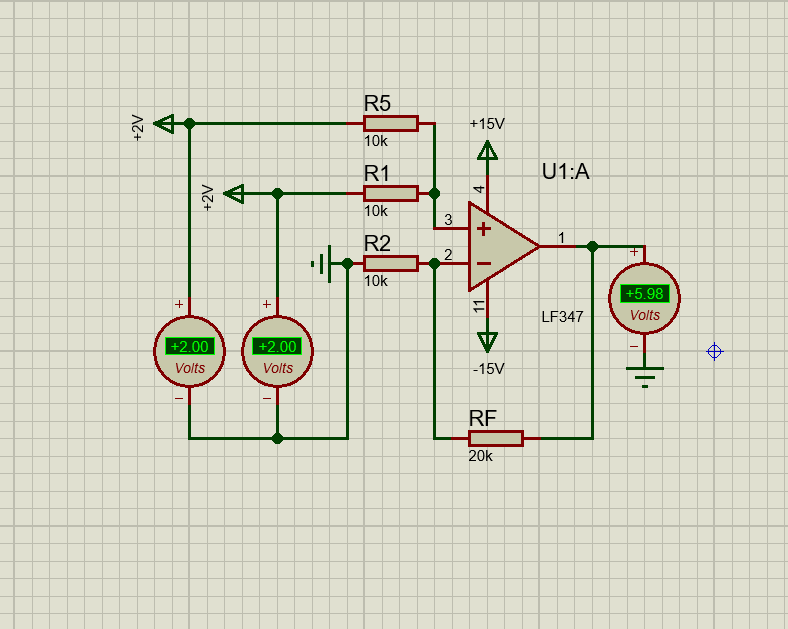 R5
+2V
10k
+15V
R1
+2V
10k
U1:A
4
3
R2
2
1
10k
+
+
+
+5.98
Volts
11
LF347
+2.00
Volts
+2.00
Volts
-15V
RF
20k